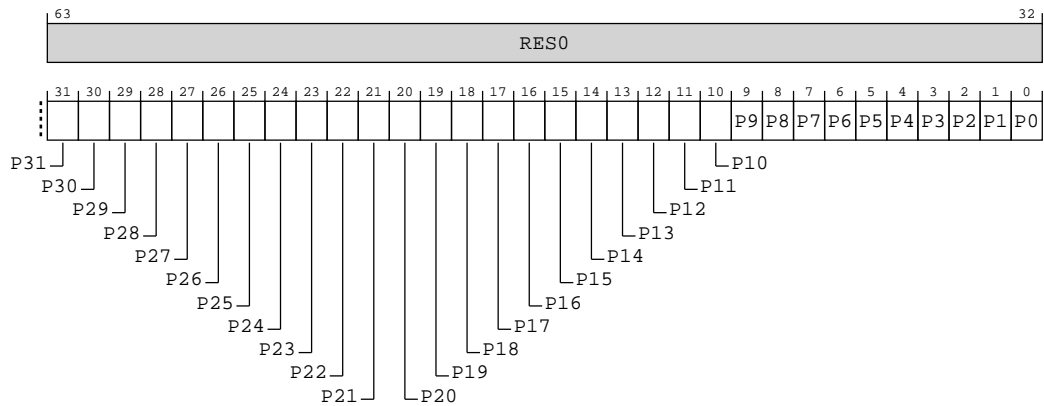 63 32
RES0
31 30 29 28 27 26 25 24 23 22 21 20 19 18 17 16 15 14 13 12 11 10 9 8 7 6 5 4 3 2 1 0
P9 P8 P7 P6 P5 P4 P3 P2 P1 P0
P31 P10
P30 P11
P29 P12
P28 P13
P27 P14
P26 P15
P25 P16
P24 P17
P23 P18
P22 P19
P21 P20